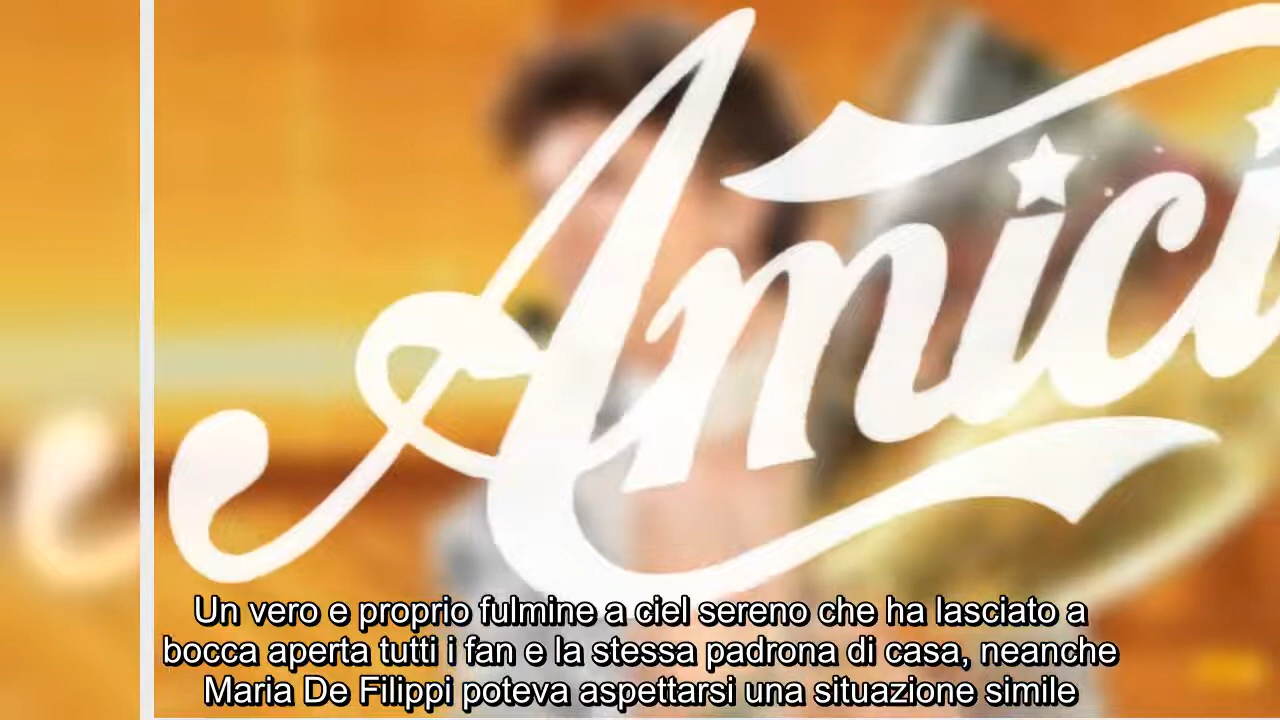 Amici
Un vero e proprio fulmine a ciel sereno che ha lasciato a
bocca aperta tutti i fan e la stessa padrona di casa, neanche
Maria De Filippi poteva aspettarsi una situazione simile